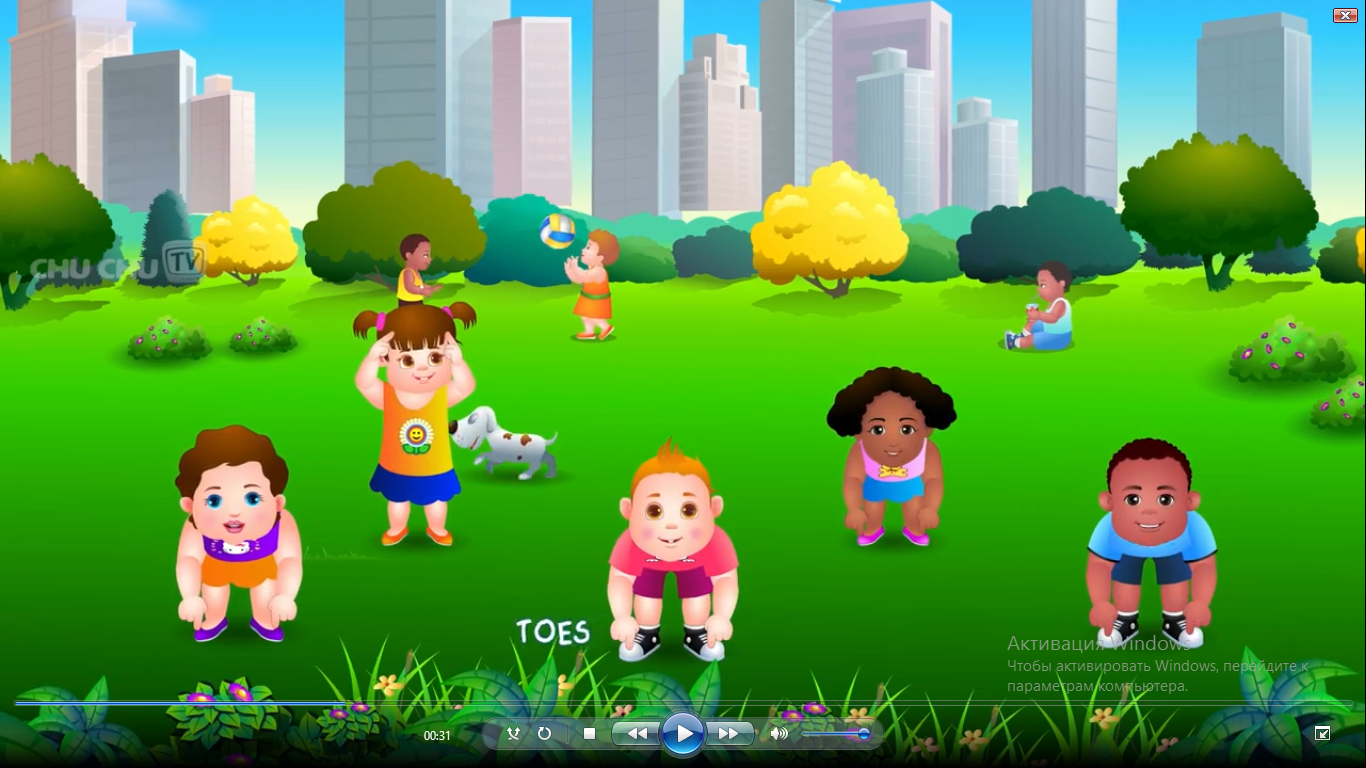 CHU CHU TV
TOES
Активация Windows
Чтобы активировать Windows, перейдите к
параметрам компьютера.
00:31